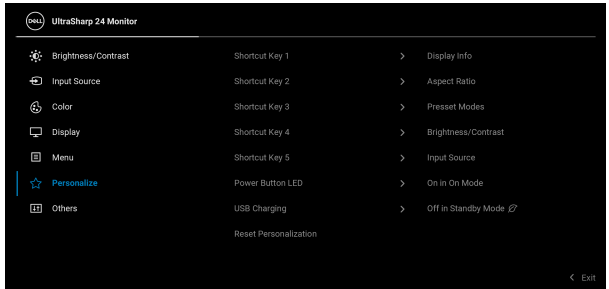 DELL UltraSharp 24 Monitor
Brightness/Contrast Shortcut Key 1 Display Info
Input Source Shortcut Key 2 Aspect Ratio
Color Shortcut Key 3 Presset Modes
Display Shortcut Key 4 Brightness/Contrast
Menu Shortcut Key 5 Input Source
Personalize Power Button LED On in On Mode
Others USB Charging Off in Standby Mode
Reset Personalization
Exit